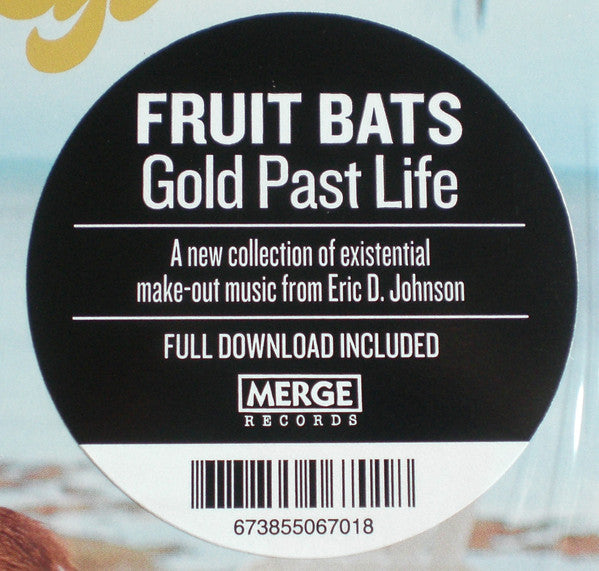 FRUIT BATS
Gold Past Life
A new collection of existential
make-out music from Eric D. Johnson
FULL DOWNLOAD INCLUDED
MERGE
RECORDS
673855067018